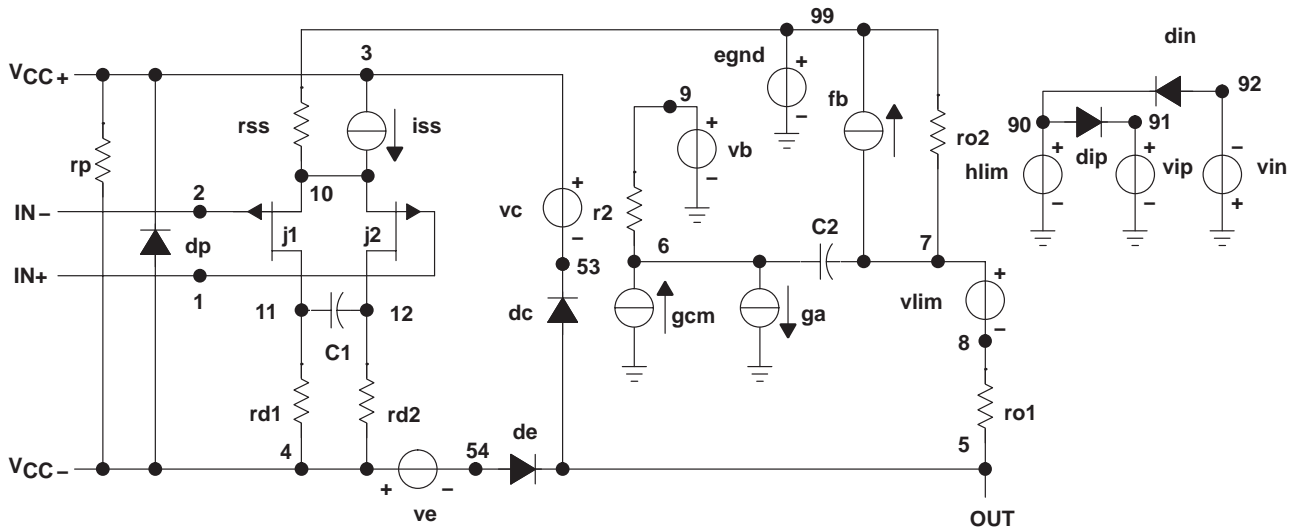 99
din
3
egnd
+
VCC+
9
fb
92
rss
iss
+
–
90
91
+
vb
ro2
rp
–
dip
+
+
–
2
10
hlim
vip
vin
IN–
+
r2
–
–
+
vc
C2
j1
j2
–
6
7
dp
IN+
53
+
1
gcm
ga
vlim
11
12
dc
–
C1
8
rd1
rd2
ro1
de
5
4
54
VCC–
+
–
ve
OUT